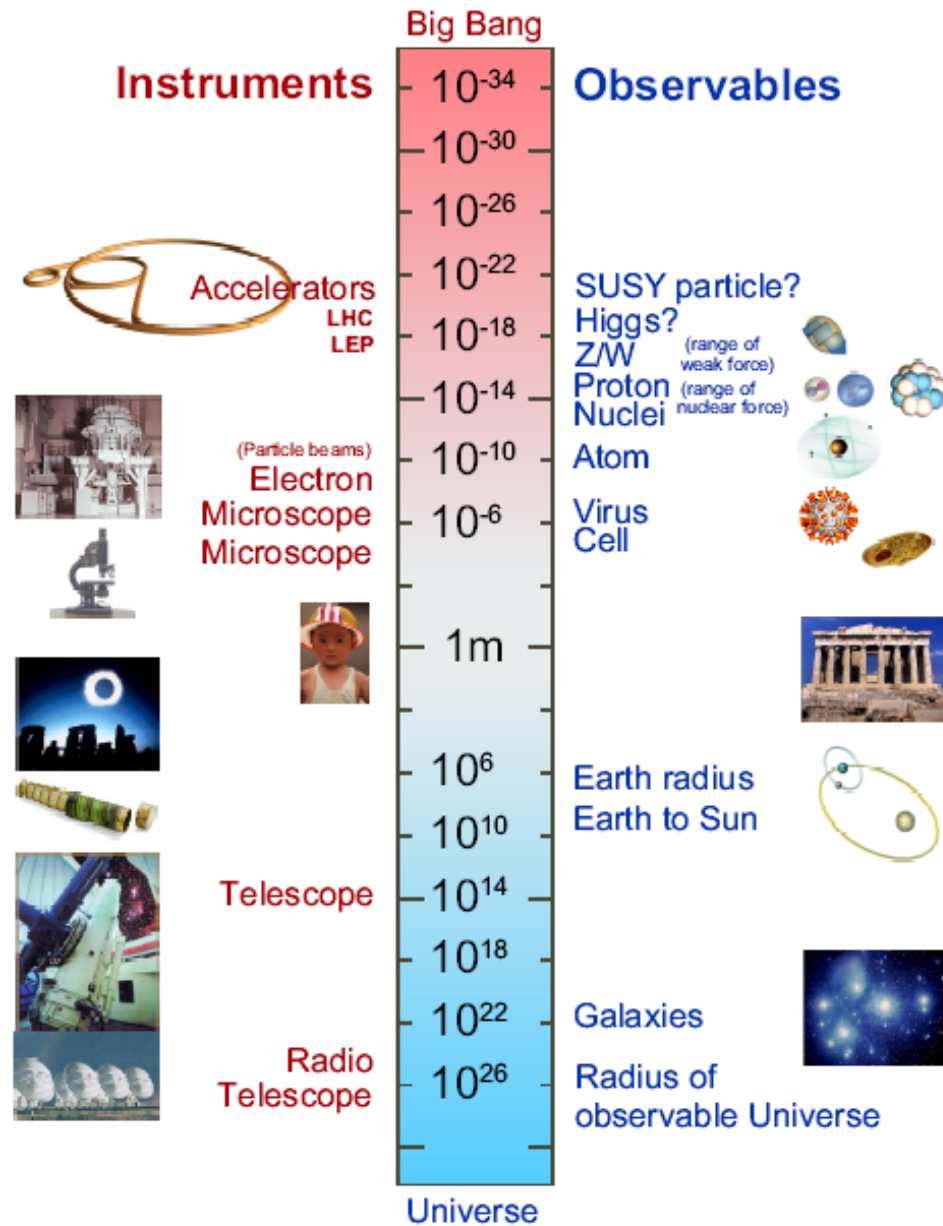 Big Bang
Instruments
Observables
10⁻³⁴
10⁻³⁰
10⁻²⁶
10⁻²²
10⁻¹⁸
10⁻¹⁴
10⁻¹⁰
10⁻⁶
1m
10⁶
10¹⁰
10¹⁴
10¹⁸
10²²
10²⁶
Accelerators
LHC
LEP
(Particle beams)
Electron
Microscope
Microscope
Telescope
Radio
Telescope
SUSY particle?
Higgs?
Z/W (range of
weak force)
Proton (range of
Nuclei nuclear force)
Atom
Virus
Cell
Earth radius
Earth to Sun
Galaxies
Radius of
observable Universe
Universe